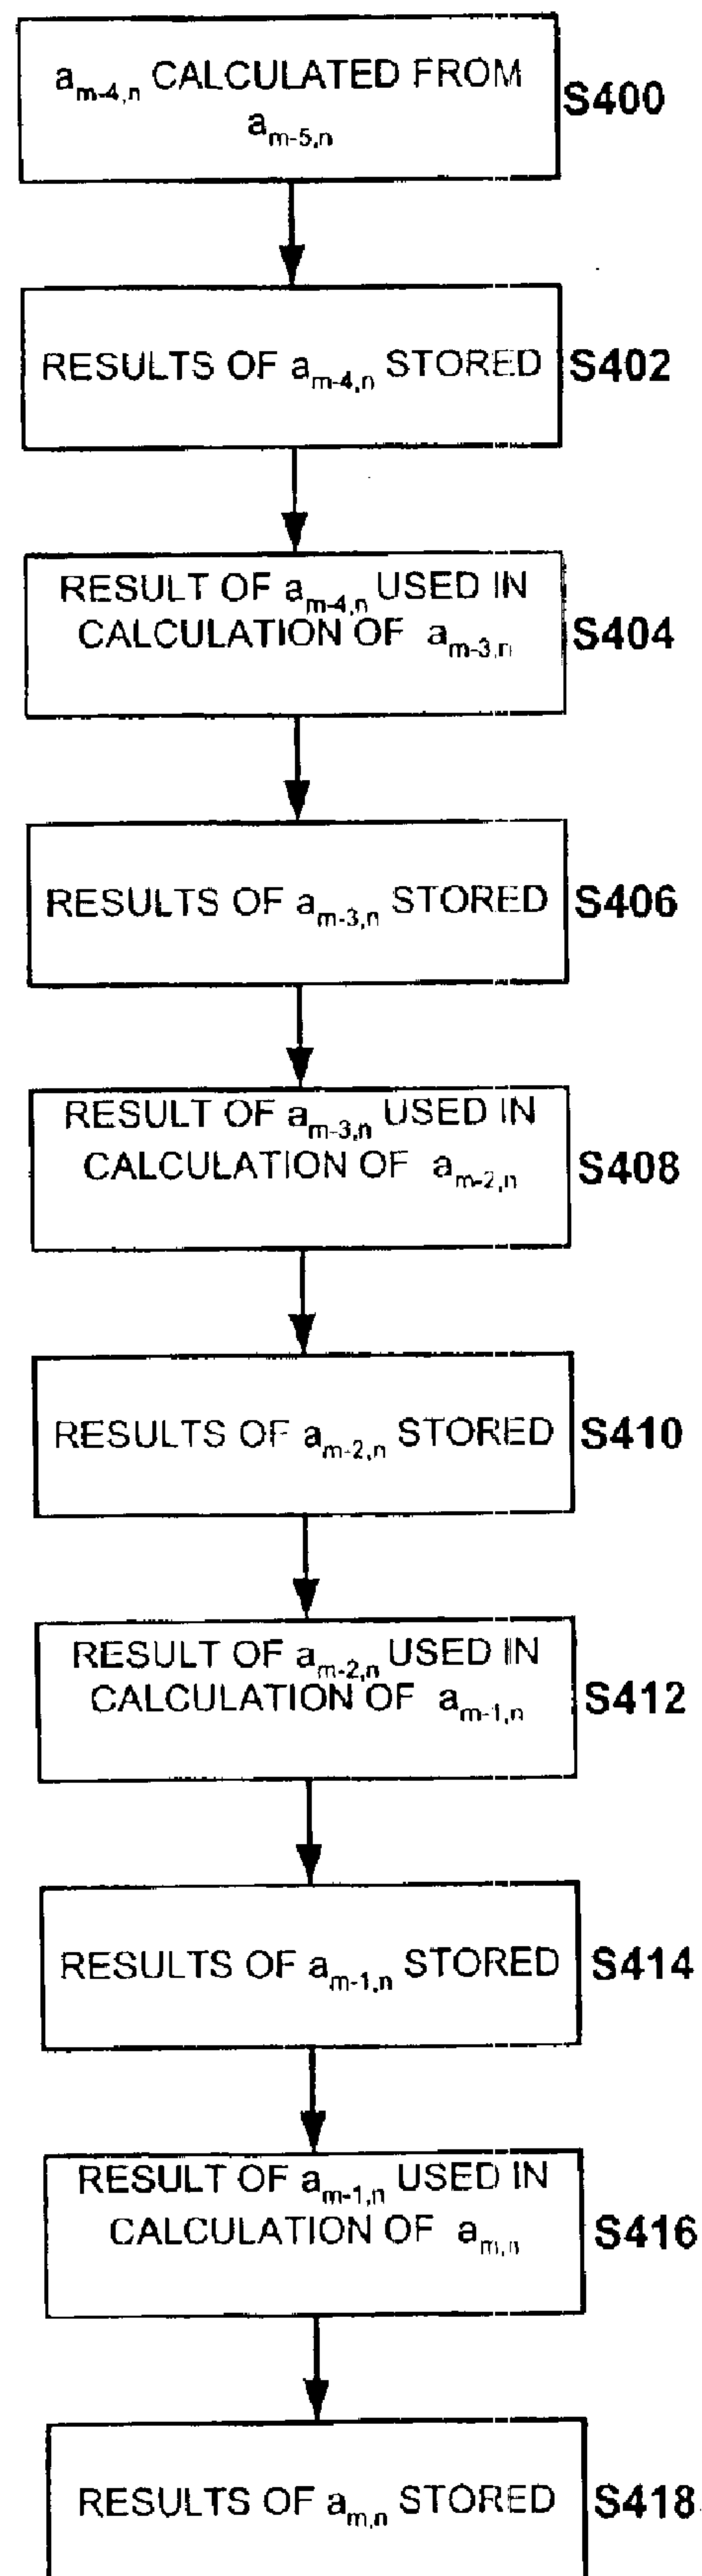 a_{m-4,n} CALCULATED FROM
a_{m-5,n}
S400
RESULTS OF a_{m-4,n} STORED
S402
RESULT OF a_{m-4,n} USED IN
CALCULATION OF a_{m-3,n}
S404
RESULTS OF a_{m-3,n} STORED
S406
RESULT OF a_{m-3,n} USED IN
CALCULATION OF a_{m-2,n}
S408
RESULTS OF a_{m-2,n} STORED
S410
RESULT OF a_{m-2,n} USED IN
CALCULATION OF a_{m-1,n}
S412
RESULTS OF a_{m-1,n} STORED
S414
RESULT OF a_{m-1,n} USED IN
CALCULATION OF a_{m,n}
S416
RESULTS OF a_{m,n} STORED
S418